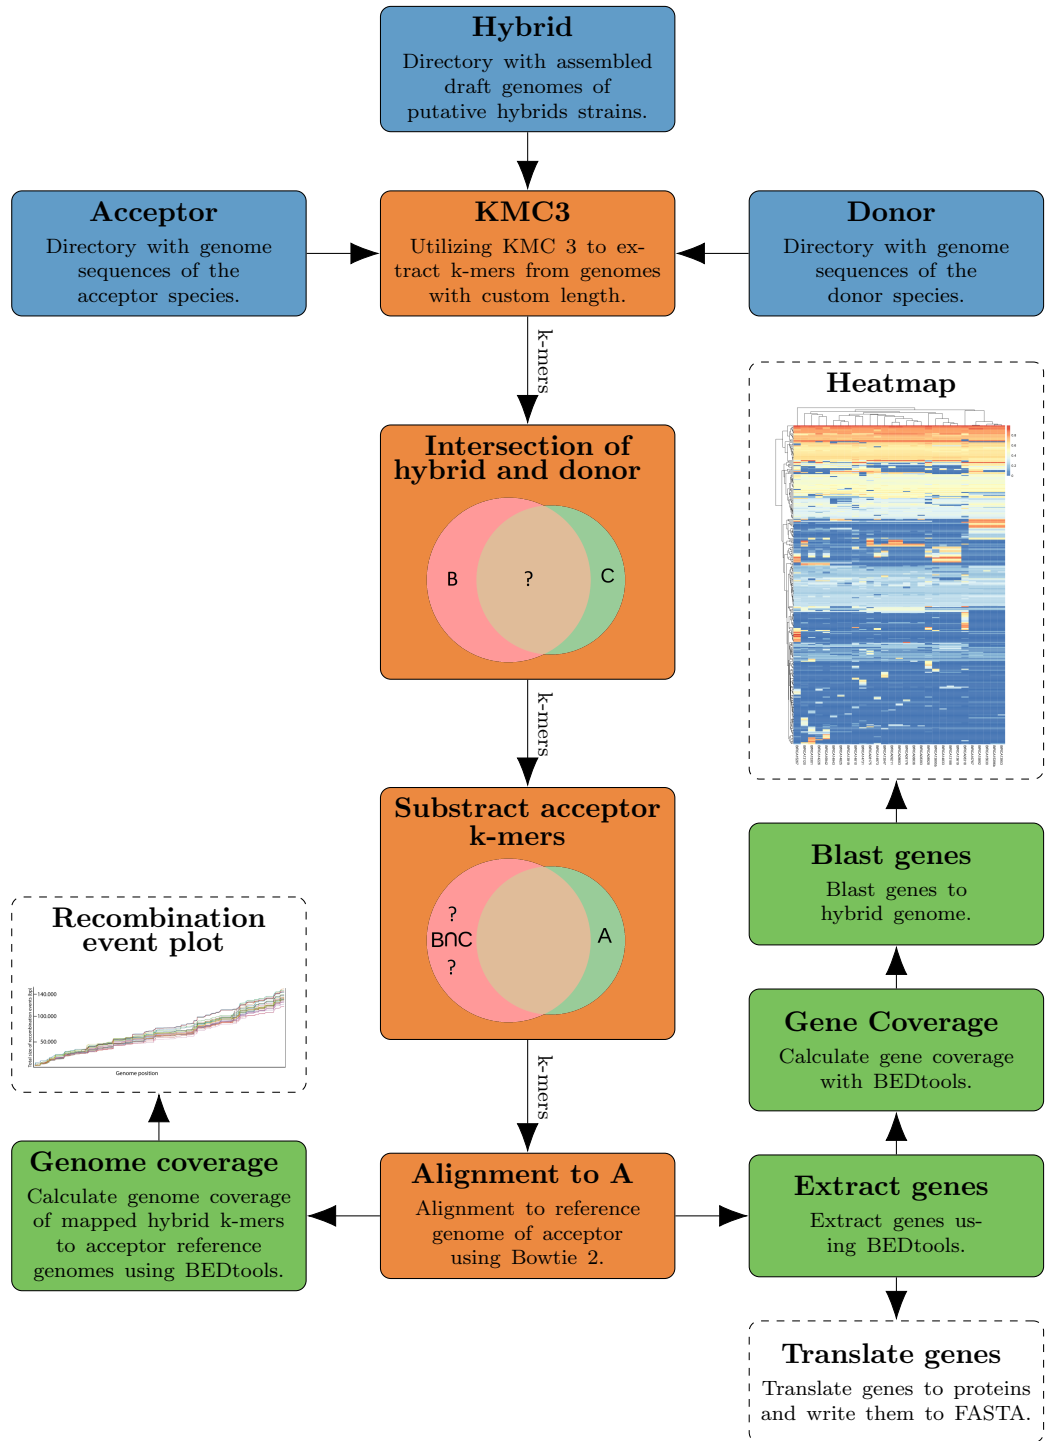 Hybrid
Directory with assembled
draft genomes of
putative hybrids strains.
Acceptor
Directory with genome
sequences of the
acceptor species.
KMC3
Utilizing KMC 3 to ex-
tract k-mers from genomes
with custom length.
Donor
Directory with genome
sequences of the
donor species.
k-mers
Intersection of
hybrid and donor
B
?
C
k-mers
Heatmap
Substract acceptor
k-mers
?
B∩C
?
A
k-mers
Blast genes
Blast genes to
hybrid genome.
Recombination
event plot
140.000
100.000
50.000
Total size of recombination events (bp)
Genome position
Gene Coverage
Calculate gene coverage
with BEDtools.
Genome coverage
Calculate genome coverage
of mapped hybrid k-mers
to acceptor reference
genomes using BEDtools.
Alignment to A
Alignment to reference
genome of acceptor
using Bowtie 2.
Extract genes
Extract genes us-
ing BEDtools.
Translate genes
Translate genes to proteins
and write them to FASTA.